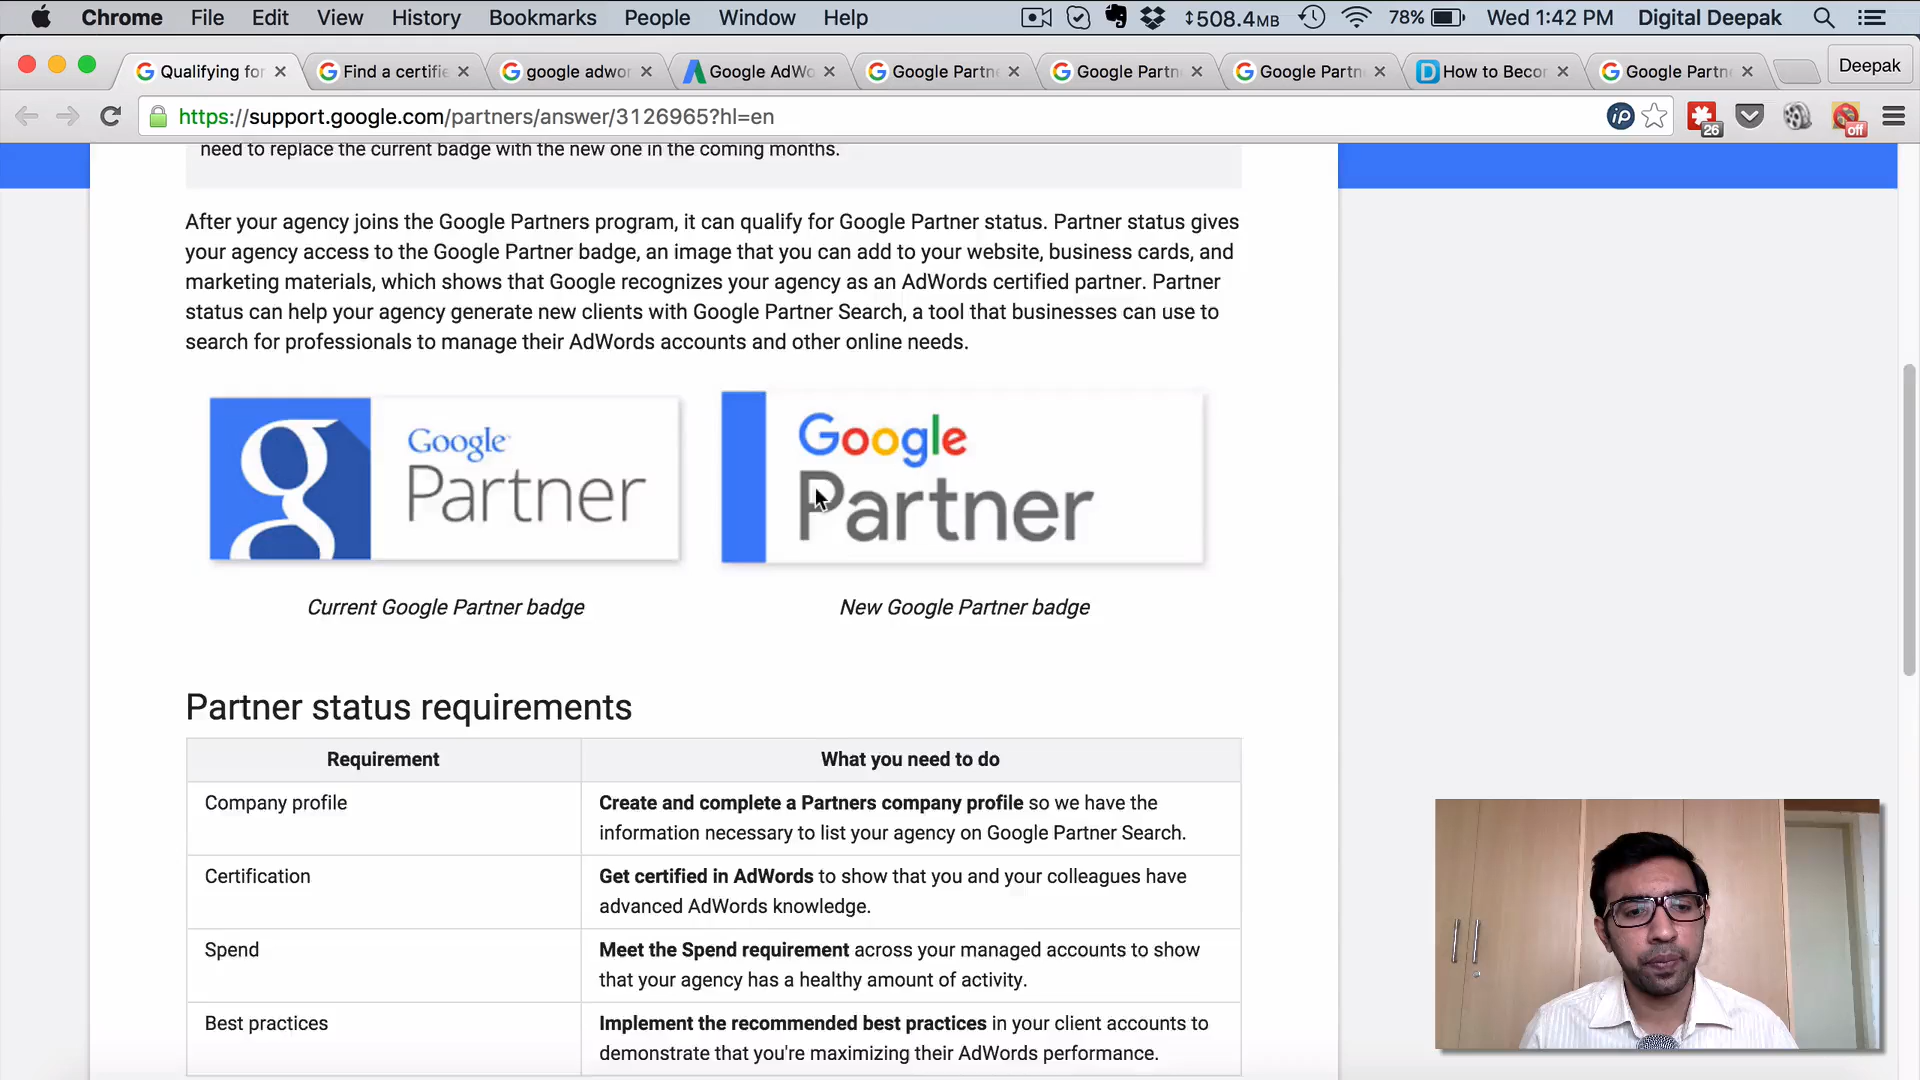 Chrome File Edit View History Bookmarks People Window Help 508.4MB 78% Wed 1:42 PM Digital Deepak
Qualifying for Find a certifie google adwor Google AdWo Google Partn Google Partn Google Partn How to Becor Google Partn Deepak
https://support.google.com/partners/answer/3126965?hl=en iP 26 off
need to replace the current badge with the new one in the coming months.
After your agency joins the Google Partners program, it can qualify for Google Partner status. Partner status gives
your agency access to the Google Partner badge, an image that you can add to your website, business cards, and
marketing materials, which shows that Google recognizes your agency as an AdWords certified partner. Partner
status can help your agency generate new clients with Google Partner Search, a tool that businesses can use to
search for professionals to manage their AdWords accounts and other online needs.
g Google Partner
Google
Partner
Current Google Partner badge
New Google Partner badge
Partner status requirements
Requirement What you need to do
Company profile
Create and complete a Partners company profile so we have the
information necessary to list your agency on Google Partner Search.
Certification
Get certified in AdWords to show that you and your colleagues have
advanced AdWords knowledge.
Spend
Meet the Spend requirement across your managed accounts to show
that your agency has a healthy amount of activity.
Best practices
Implement the recommended best practices in your client accounts to
demonstrate that you're maximizing their AdWords performance.